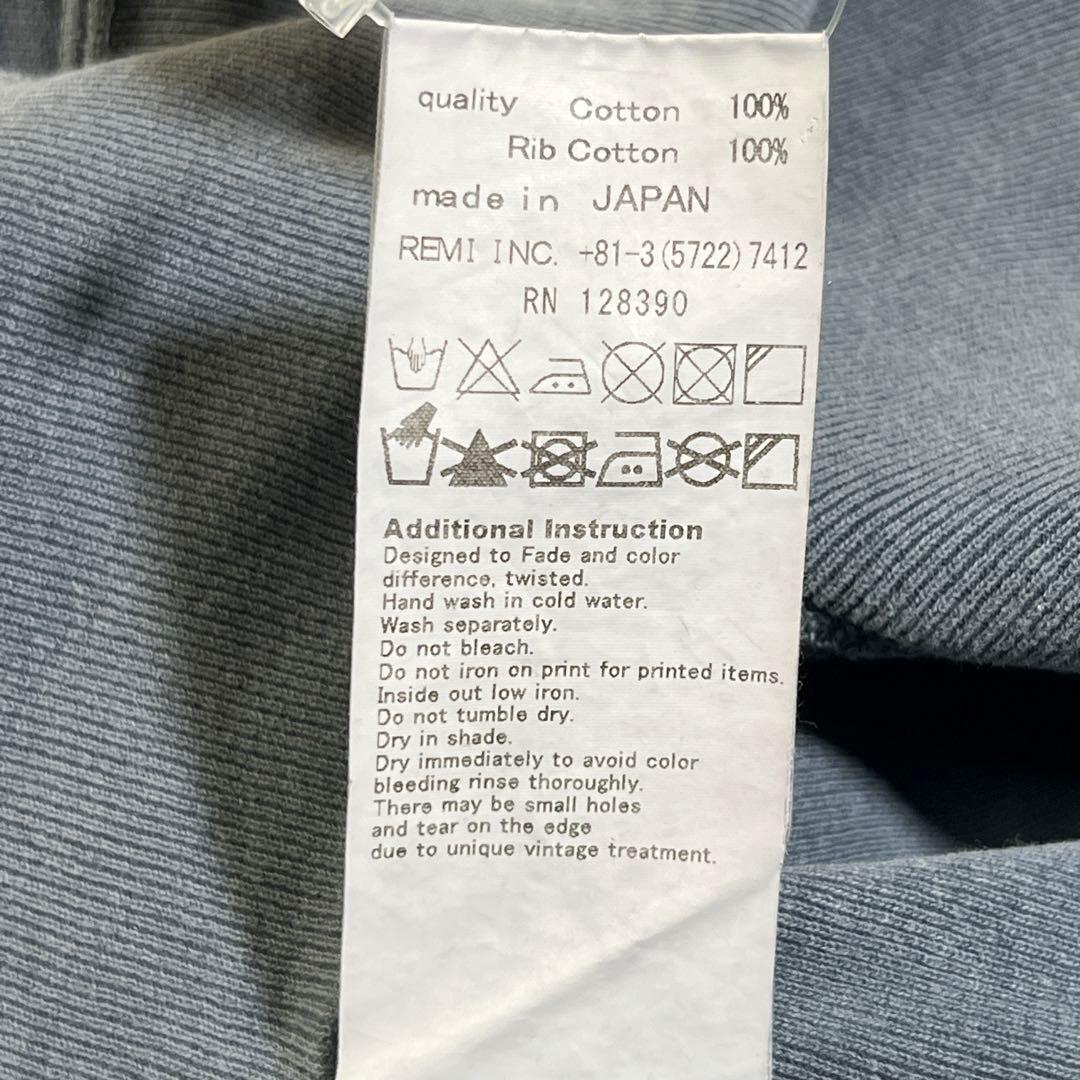 quality Cotton 100%
Rib Cotton 100%
made in JAPAN
REMI INC. +81-3(5722)7412
RN 128390
Additional Instruction
Designed to Fade and color
difference, twisted.
Hand wash in cold water.
Wash separately.
Do not bleach.
Do not iron on print for printed items.
Inside out low iron.
Do not tumble dry.
Dry in shade.
Dry immediately to avoid color
bleeding rinse thoroughly.
There may be small holes
and tear on the edge
due to unique vintage treatment.